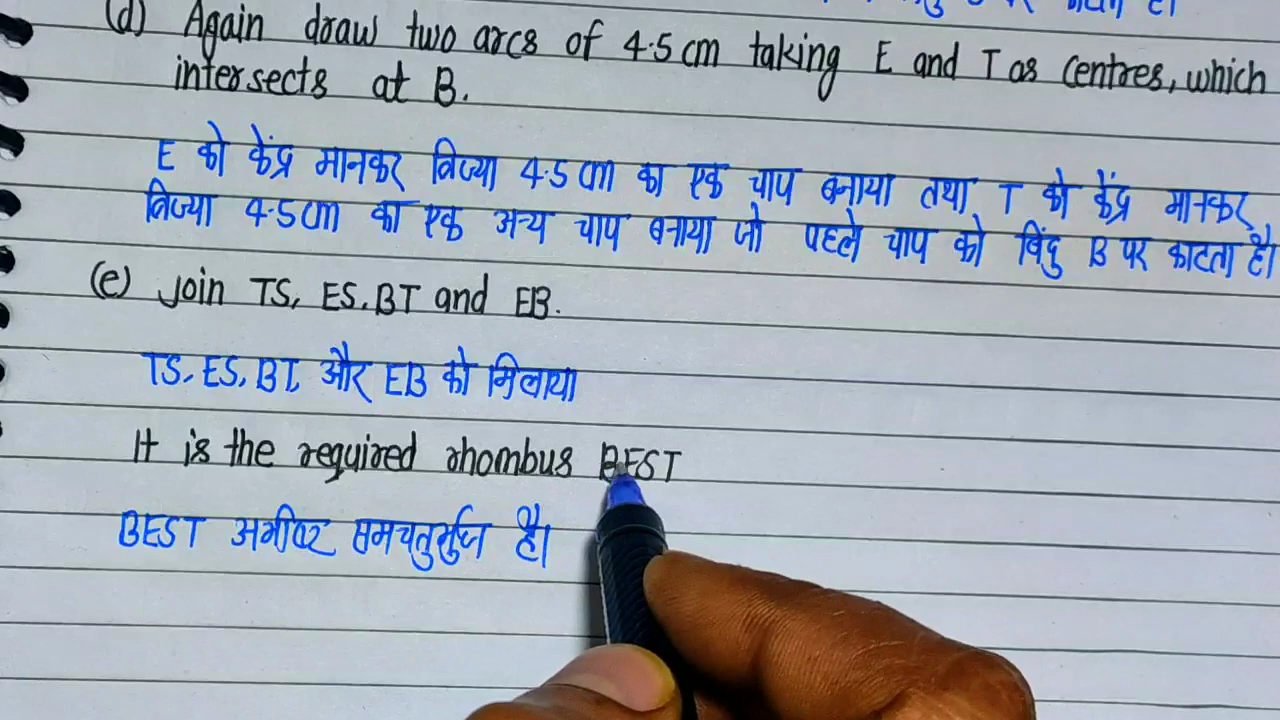 (d) Again draw two arcs of 4.5 cm taking E and T as centres, which
intersects at B.
E को केंद्र मानकर त्रिज्या 4.5 cm का एक चाप बनाया तथा T को केंद्र मानकर
त्रिज्या 4.5cm का एक अन्य चाप बनाया जो पहले चाप को बिंदु B पर काटता है।
(e) Join TS, ES, BT and EB.
TS, ES, BT, और EB को मिलाया
It is the required rhombus BEST
BEST अभीष्ट समचतुर्भुज है।